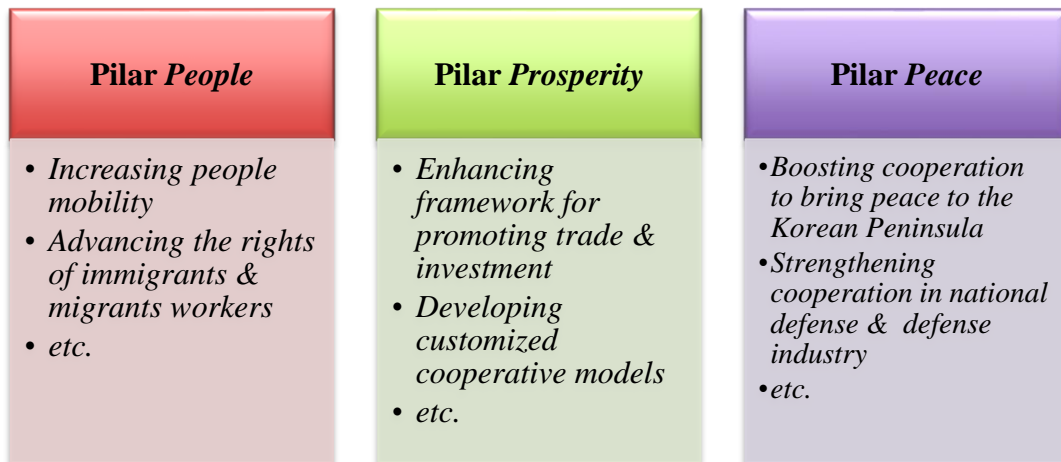 Pilar People
• Increasing people
mobility
• Advancing the rights
of immigrants &
migrants workers
• etc.
Pilar Prosperity
• Enhancing
framework for
promoting trade &
investment
• Developing
customized
cooperative models
• etc.
Pilar Peace
•Boosting cooperation
to bring peace to the
Korean Peninsula
•Strengthening
cooperation in national
defense & defense
industry
•etc.